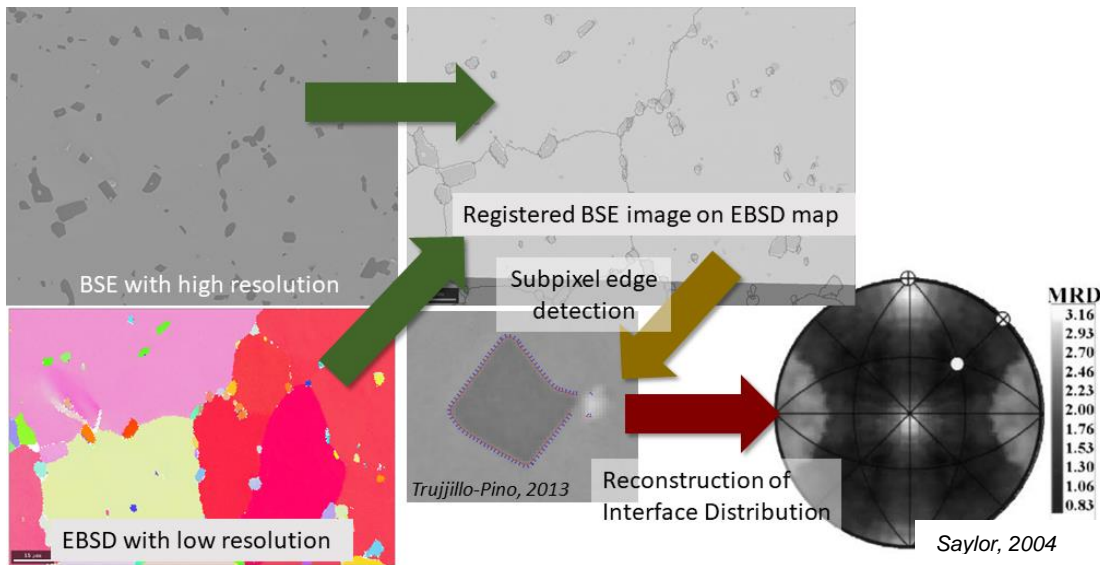 BSE with high resolution
Registered BSE image on EBSD map
Subpixel edge
detection
EBSD with low resolution
Trujjillo-Pino, 2013
Reconstruction of
Interface Distribution
MRD
3.16
2.93
2.70
2.46
2.23
2.00
1.76
1.53
1.30
1.06
0.83
Saylor, 2004